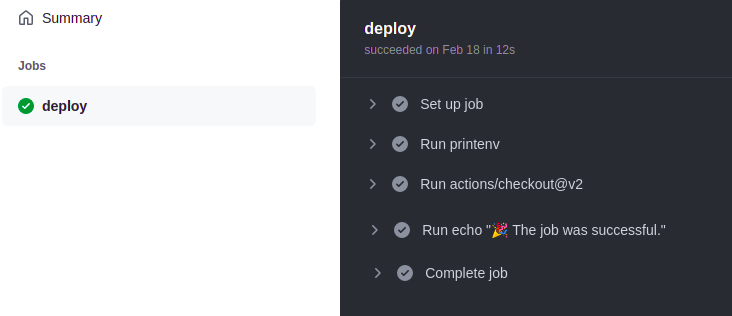 Summary
Jobs
deploy
deploy
succeeded on Feb 18 in 12s
Set up job
Run printenv
Run actions/checkout@v2
Run echo "🎉 The job was successful."
Complete job